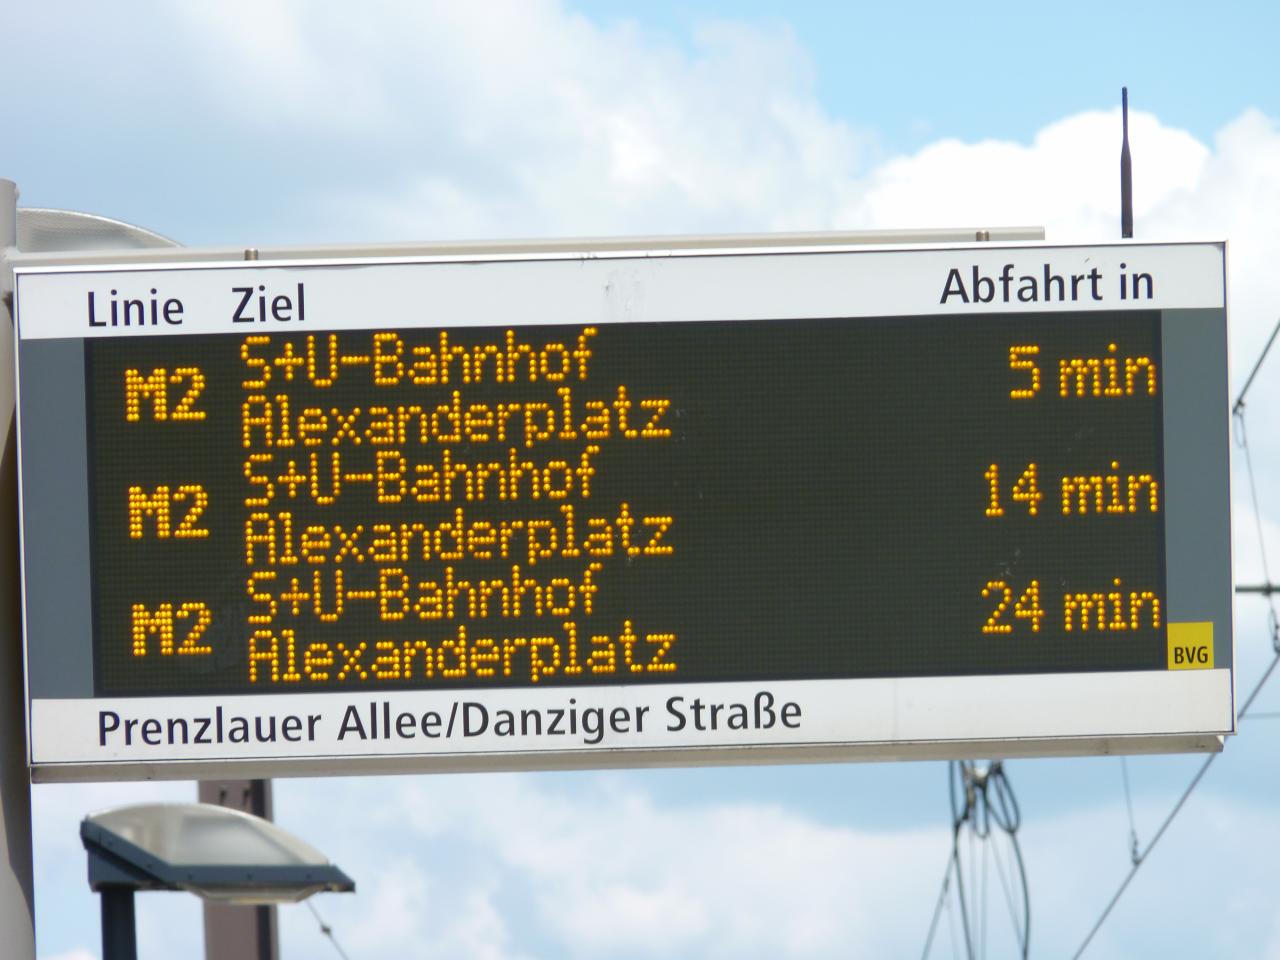 Linie Ziel Abfahrt in
S+U-Bahnhof
M2 5 min
Alexanderplatz
S+U-Bahnhof
M2 14 min
Alexanderplatz
S+U-Bahnhof
M2 24 min
Alexanderplatz
BVG
Prenzlauer Allee/Danziger Straße